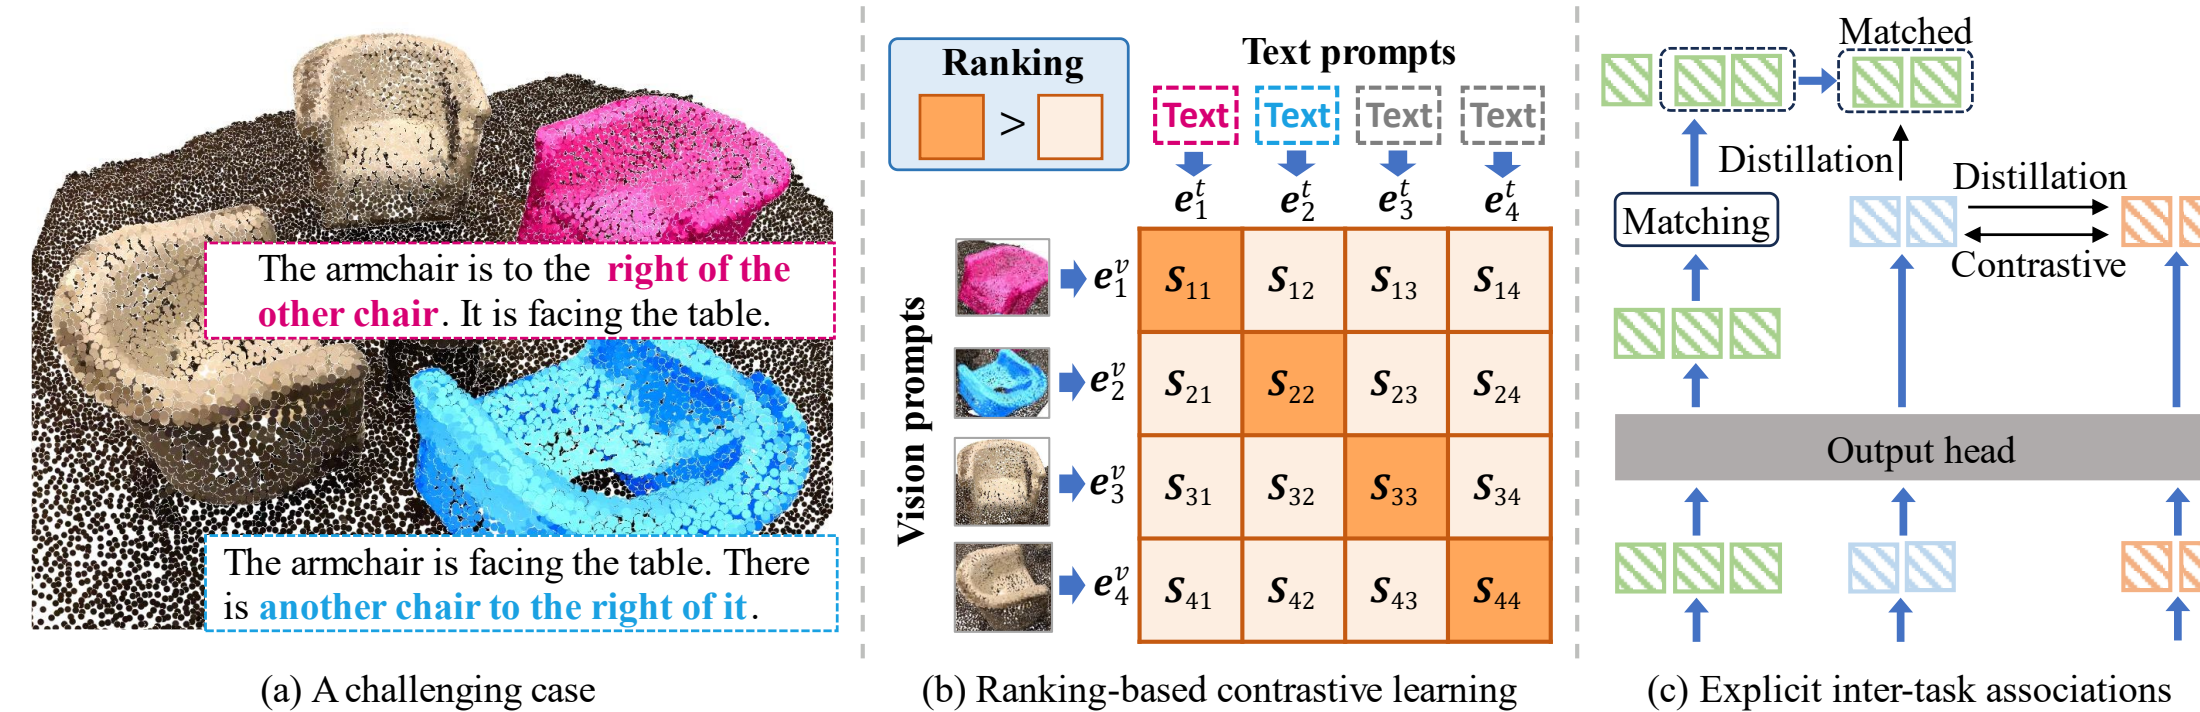 The armchair is to the right of the
other chair. It is facing the table.
The armchair is facing the table. There
is another chair to the right of it.
(a) A challenging case
Ranking
>
Text prompts
Text Text Text Text
e₁ᵗ e₂ᵗ e₃ᵗ e₄ᵗ
Vision prompts
e₁ᵛ S₁₁ S₁₂ S₁₃ S₁₄
e₂ᵛ S₂₁ S₂₂ S₂₃ S₂₄
e₃ᵛ S₃₁ S₃₂ S₃₃ S₃₄
e₄ᵛ S₄₁ S₄₂ S₄₃ S₄₄
(b) Ranking-based contrastive learning
Matched
Distillation
Distillation
Matching
Contrastive
Output head
(c) Explicit inter-task associations